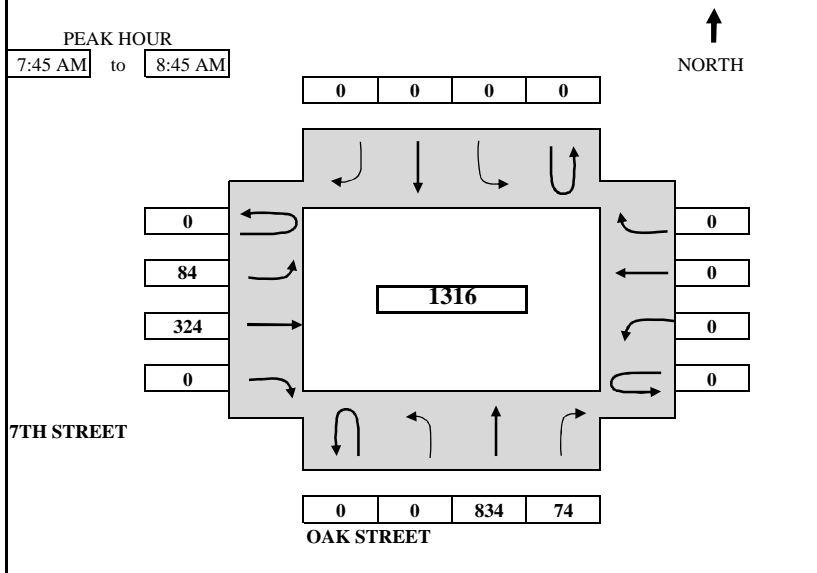 PEAK HOUR
7:45 AM to 8:45 AM
NORTH
0 0 0 0
0 0
84 0
1316
324 0
0 0
7TH STREET
0 0 834 74
OAK STREET